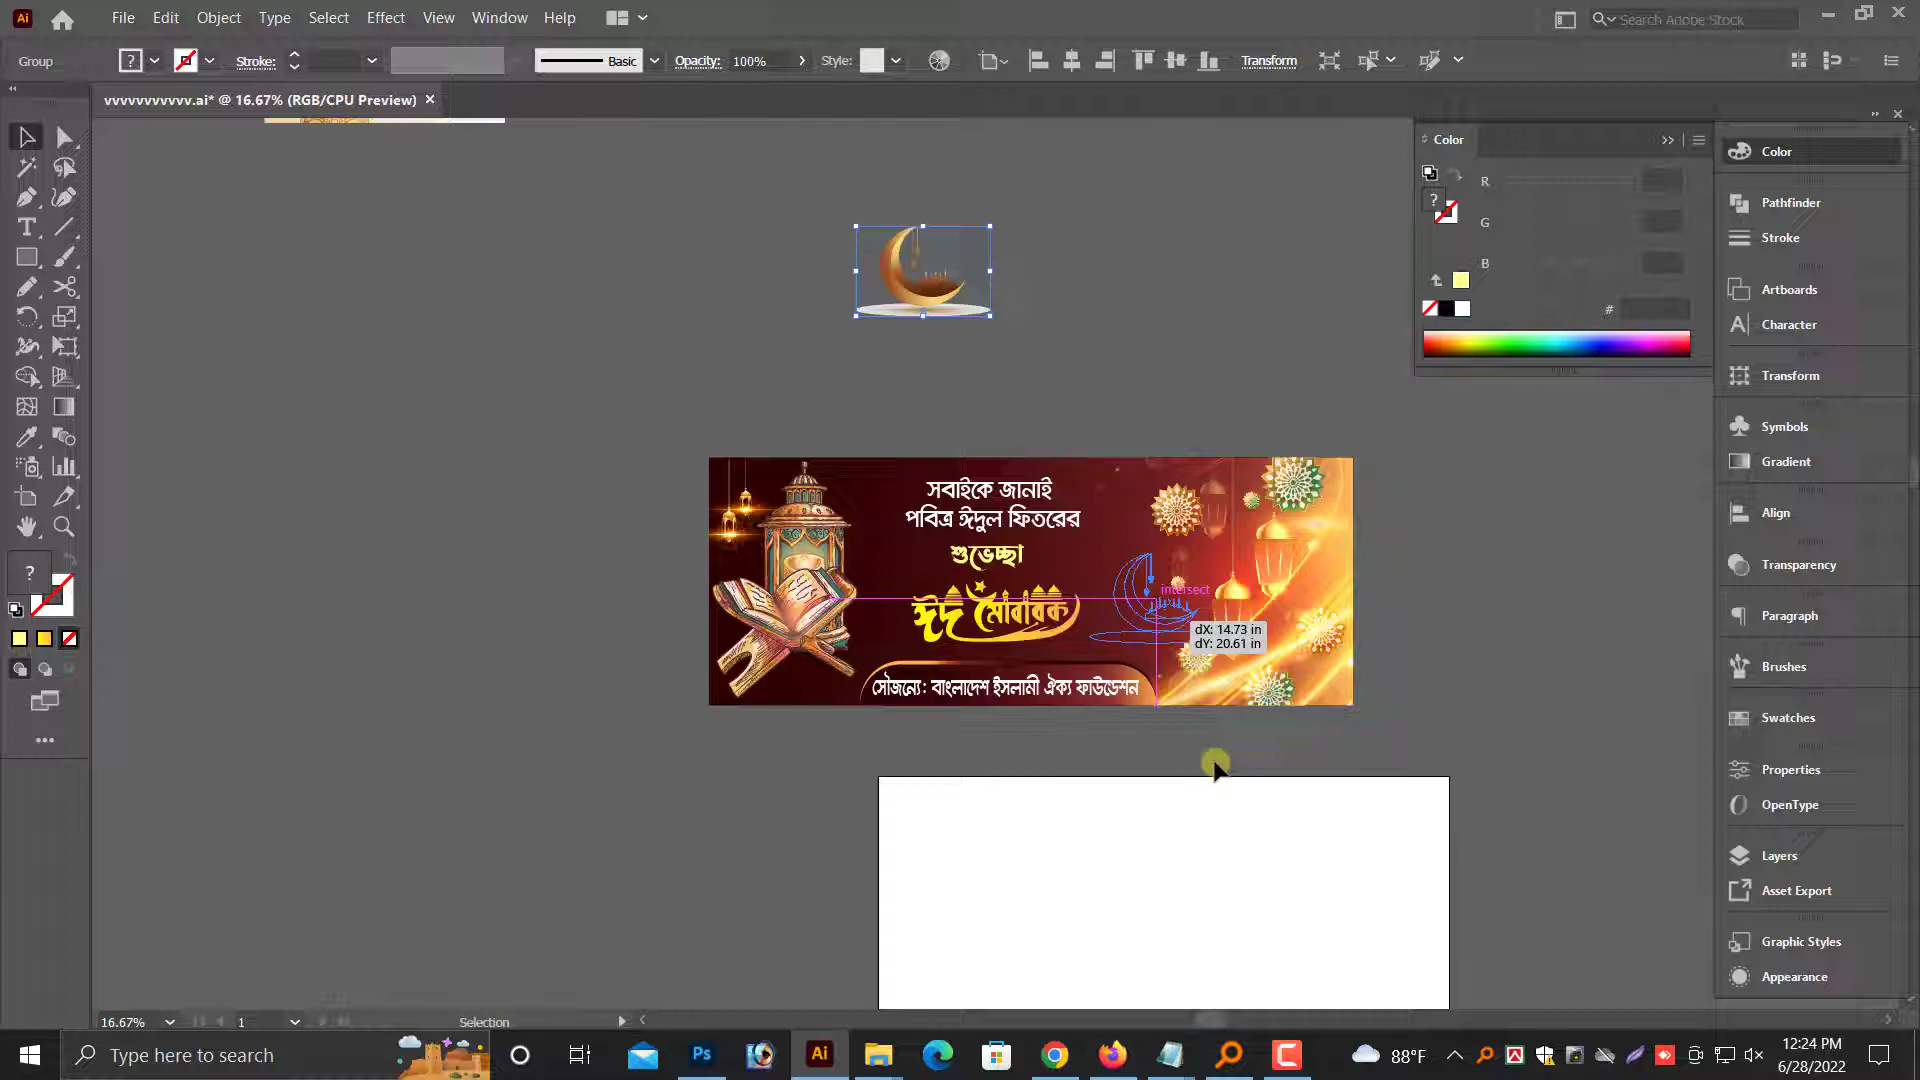 File Edit Object Type Select Effect View Window Help
Search Adobe Stock
Group
Stroke:
Basic
Opacity: 100%
Style:
Transform
vvvvvvvvvvv.ai* @ 16.67% (RGB/CPU Preview)
Color
R
G
B
#
Color
Pathfinder
Stroke
Artboards
Character
Transform
Symbols
Gradient
Align
Transparency
Paragraph
Brushes
Swatches
Properties
OpenType
Layers
Asset Export
Graphic Styles
Appearance
সবাইকে জানাই
পবিত্র ঈদুল ফিতরের
শুভেচ্ছা
ঈদ মোবারক
সৌজন্যে: বাংলাদেশ ইসলামী ঐক্য ফাউন্ডেশন
intersect
dX: 14.73 in
dY: 20.61 in
16.67%
1
Selection
Type here to search
Ps
Ai
88°F
12:24 PM
6/28/2022